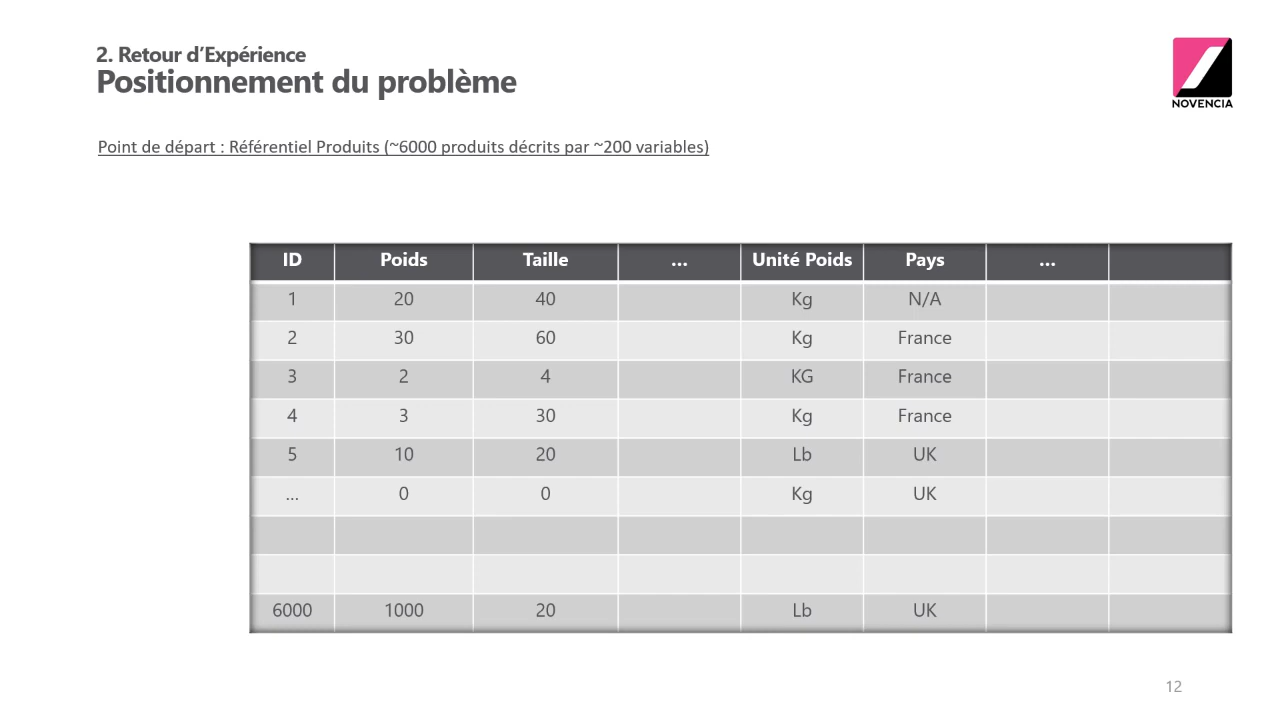 2. Retour d'Expérience
Positionnement du problème
NOVENCIA
Point de départ : Référentiel Produits (~6000 produits décrits par ~200 variables)
ID Poids Taille ... Unité Poids Pays ...
1 20 40 Kg N/A
2 30 60 Kg France
3 2 4 KG France
4 3 30 Kg France
5 10 20 Lb UK
... 0 0 Kg UK
6000 1000 20 Lb UK
12